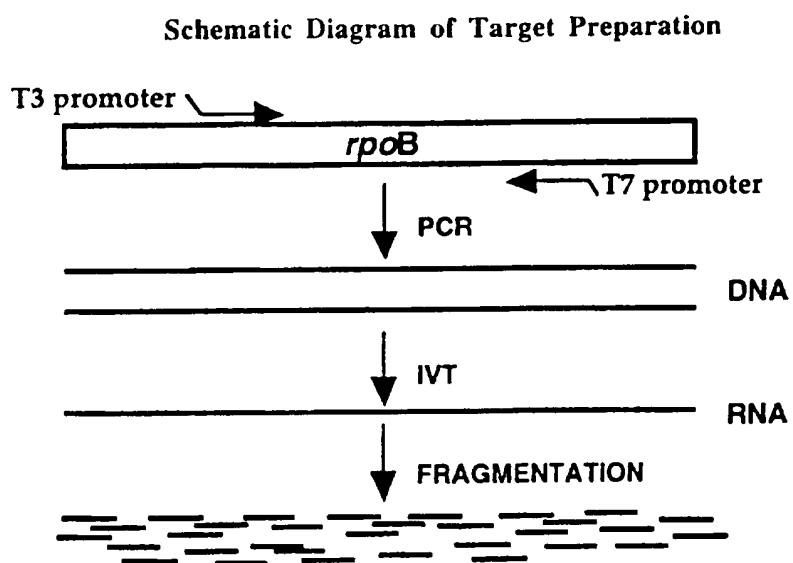 Schematic Diagram of Target Preparation
T3 promoter
rpoB
T7 promoter
PCR
DNA
IVT
RNA
FRAGMENTATION